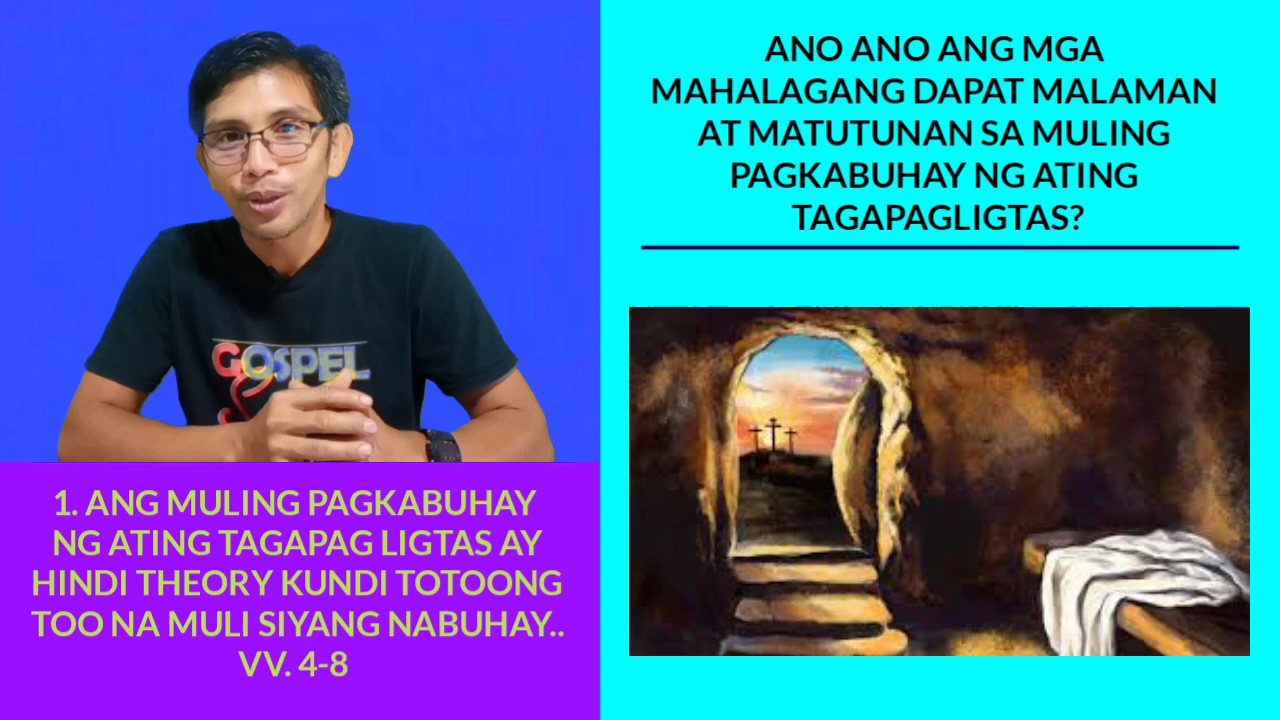 ANO ANO ANG MGA
MAHALAGANG DAPAT MALAMAN
AT MATUTUNAN SA MULING
PAGKABUHAY NG ATING
TAGAPAGLIGTAS?
GOSPEL
1. ANG MULING PAGKABUHAY
NG ATING TAGAPAG LIGTAS AY
HINDI THEORY KUNDI TOTOONG
TOO NA MULI SIYANG NABUHAY..
VV. 4-8